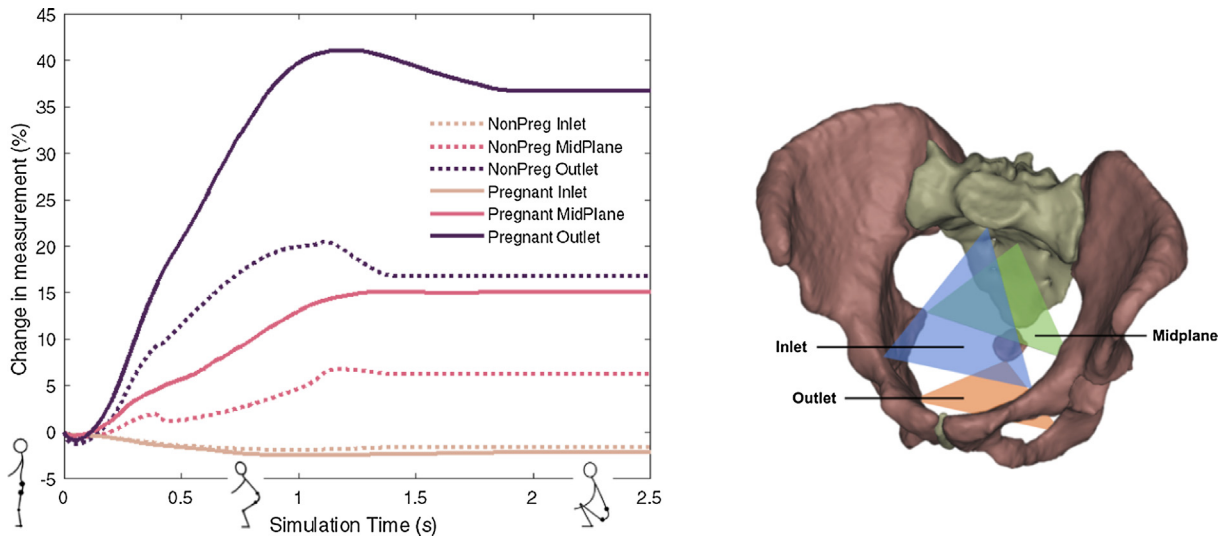 Change in measurement (%)
45
40
35
30
25
20
15
10
5
0
-5
NonPreg Inlet
NonPreg MidPlane
NonPreg Outlet
Pregnant Inlet
Pregnant MidPlane
Pregnant Outlet
0
0.5
1
1.5
2
2.5
Simulation Time (s)
Inlet
Midplane
Outlet